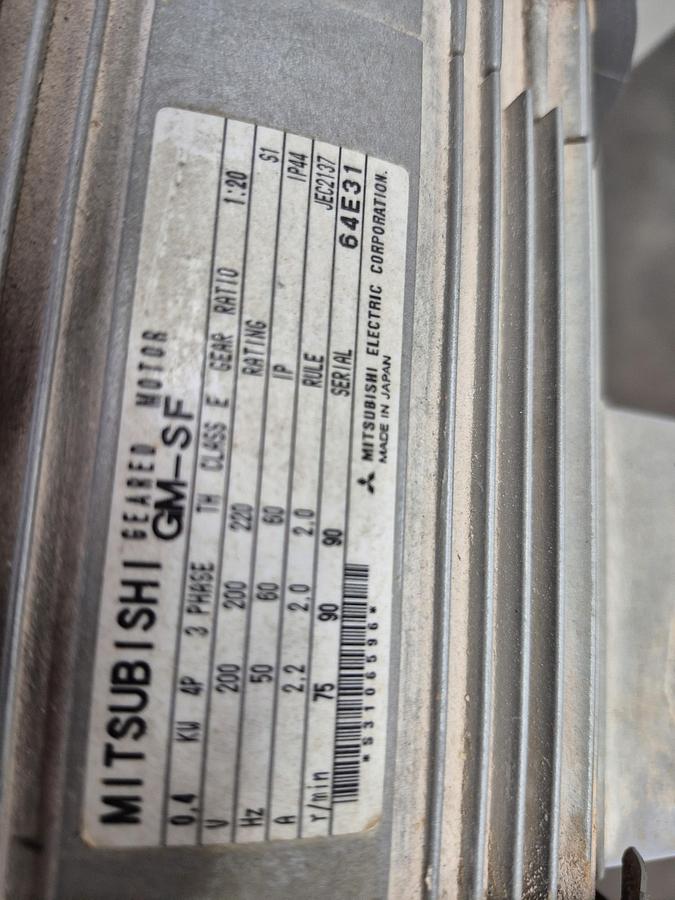 MITSUBISHI GEARED MOTOR
GM-SF
0.4 KW 4P 3 PHASE TH CLASS E GEAR RATIO 1:20
V 200 200 220 RATING S1
Hz 50 60 60 IP IP44
A 2.2 2.0 2.0 RULE JEC2137
r/min 75 90 90 SERIAL 64E31
*S3106596*
MITSUBISHI ELECTRIC CORPORATION.
MADE IN JAPAN